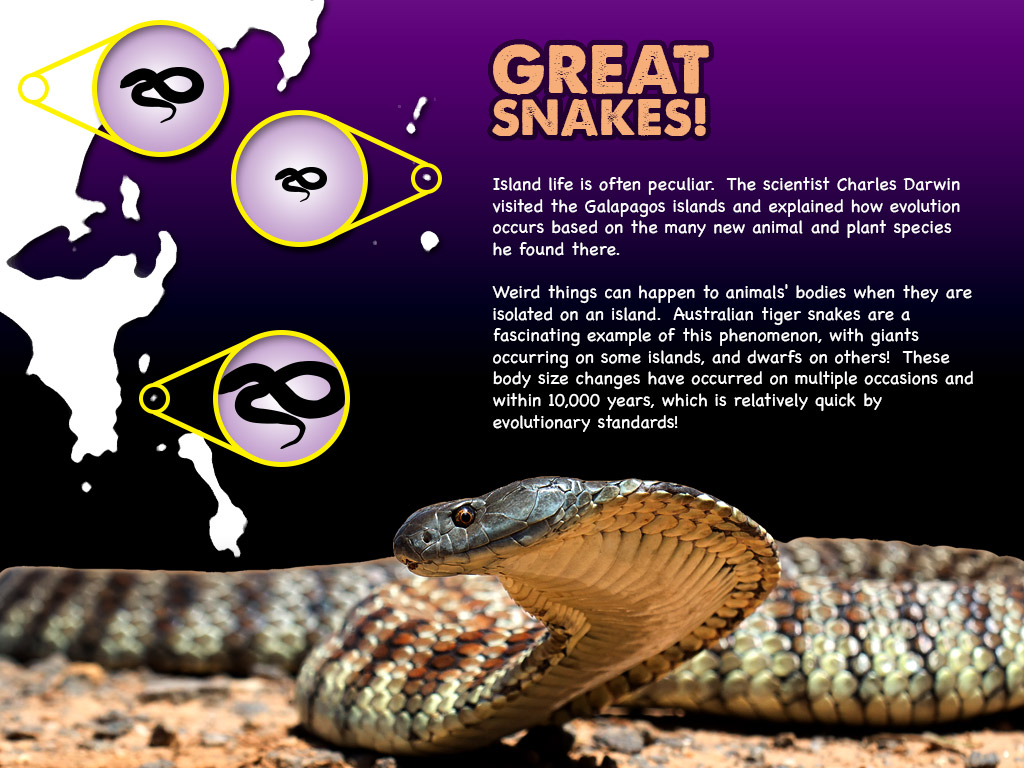 GREAT
SNAKES!
Island life is often peculiar.  The scientist Charles Darwin
visited the Galapagos islands and explained how evolution
occurs based on the many new animal and plant species
he found there.
Weird things can happen to animals' bodies when they are
isolated on an island.  Australian tiger snakes are a
fascinating example of this phenomenon, with giants
occurring on some islands, and dwarfs on others!  These
body size changes have occurred on multiple occasions and
within 10,000 years, which is relatively quick by
evolutionary standards!